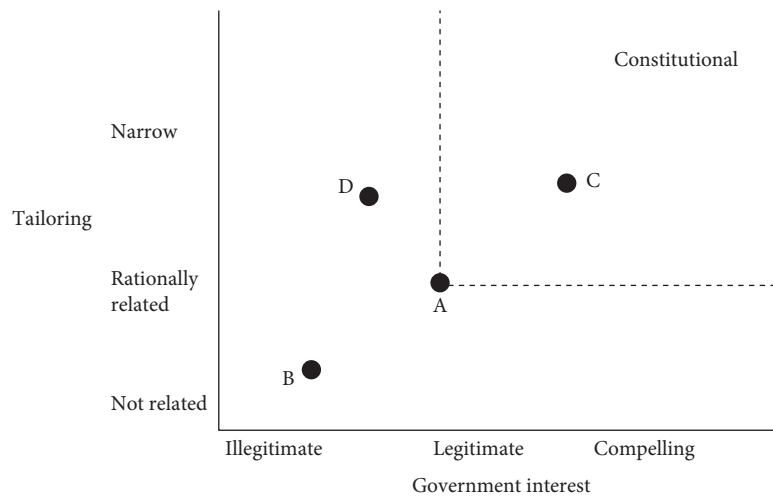 Constitutional
Narrow
D
C
Tailoring
Rationally
related
A
B
Not related
Illegitimate
Legitimate
Compelling
Government interest